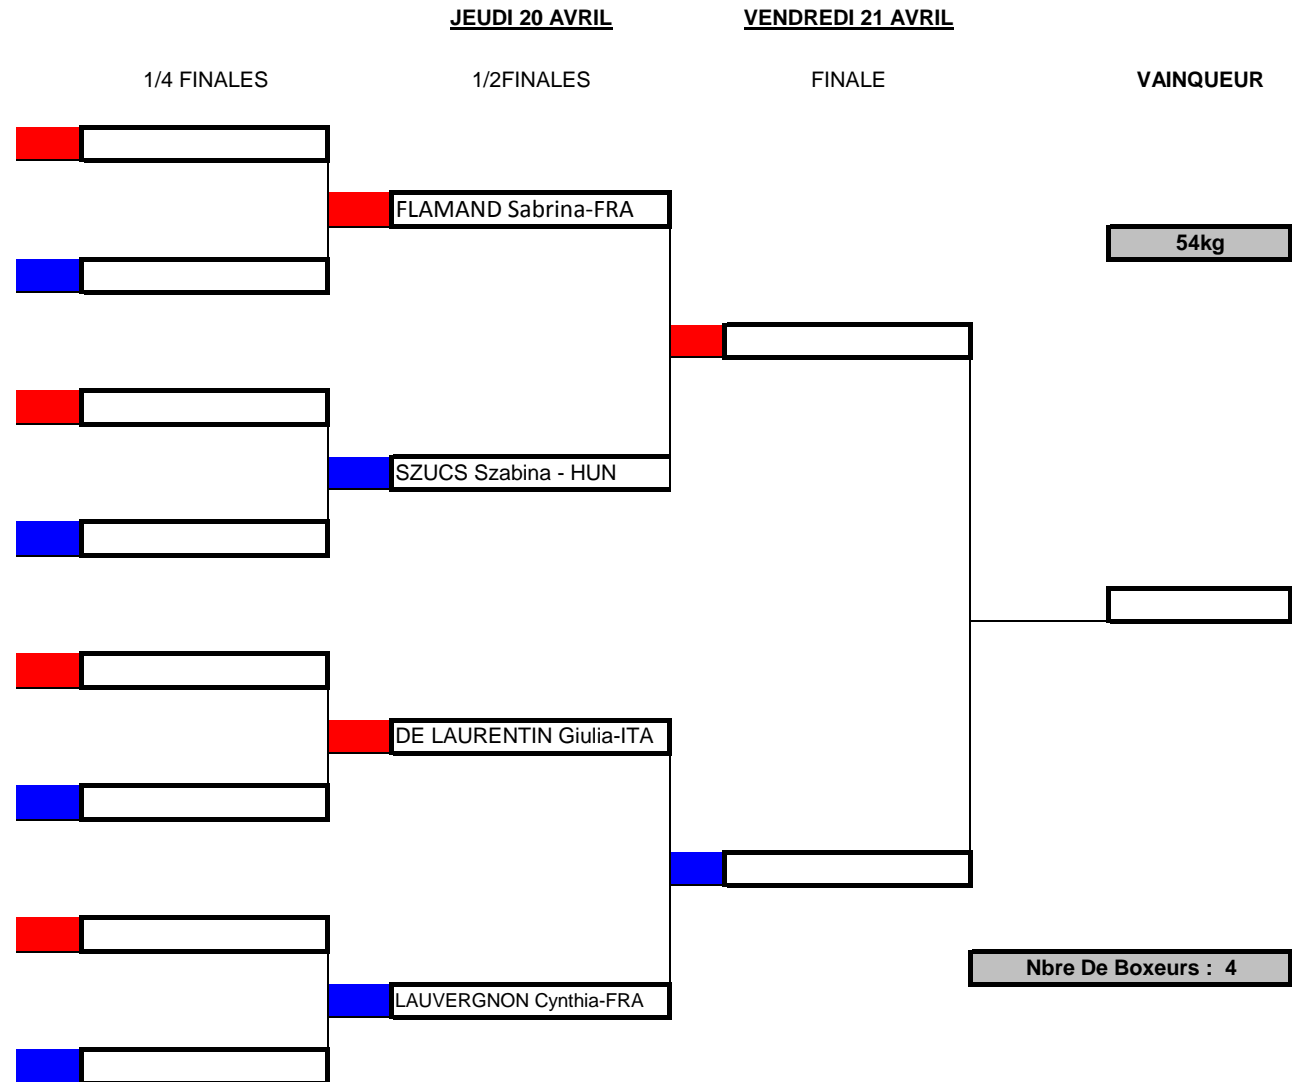 JEUDI 20 AVRIL VENDREDI 21 AVRIL
1/4 FINALES 1/2FINALES FINALE VAINQUEUR
FLAMAND Sabrina-FRA
54kg
SZUCS Szabina - HUN
DE LAURENTIN Giulia-ITA
Nbre De Boxeurs : 4
LAUVERGNON Cynthia-FRA